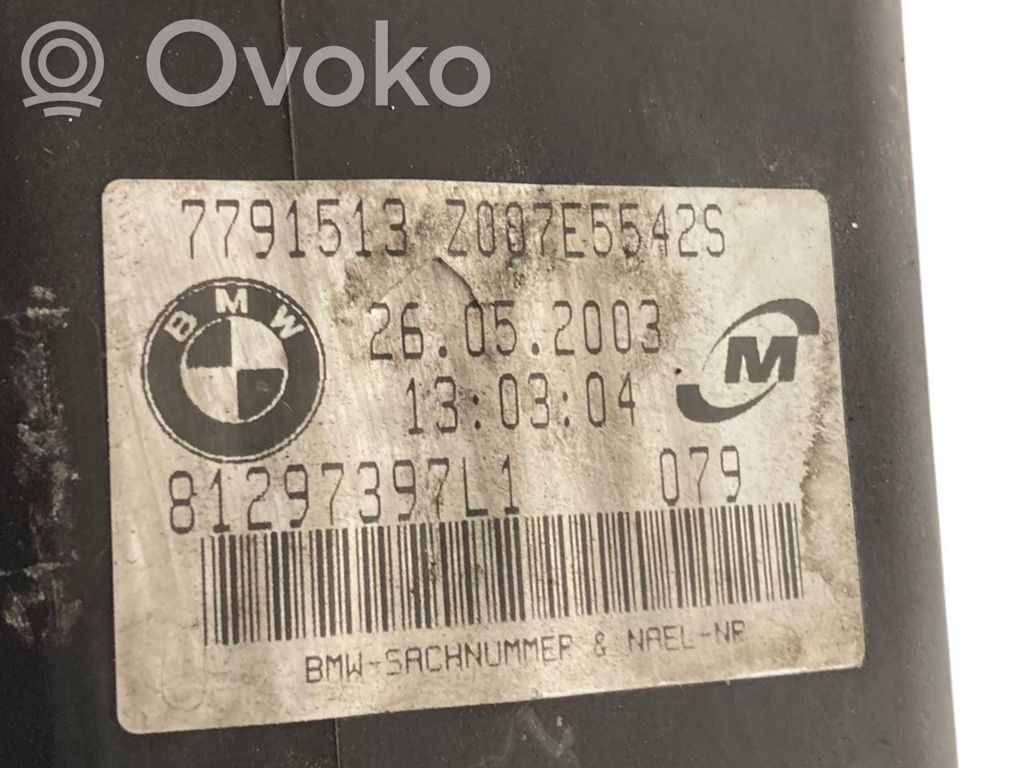 Ovoko
7791513 Z007E5542S
BMW
26.05.2003
M
13:03:04
81297397L1 079
BMW-SACHNUMMER & NAEL-NR